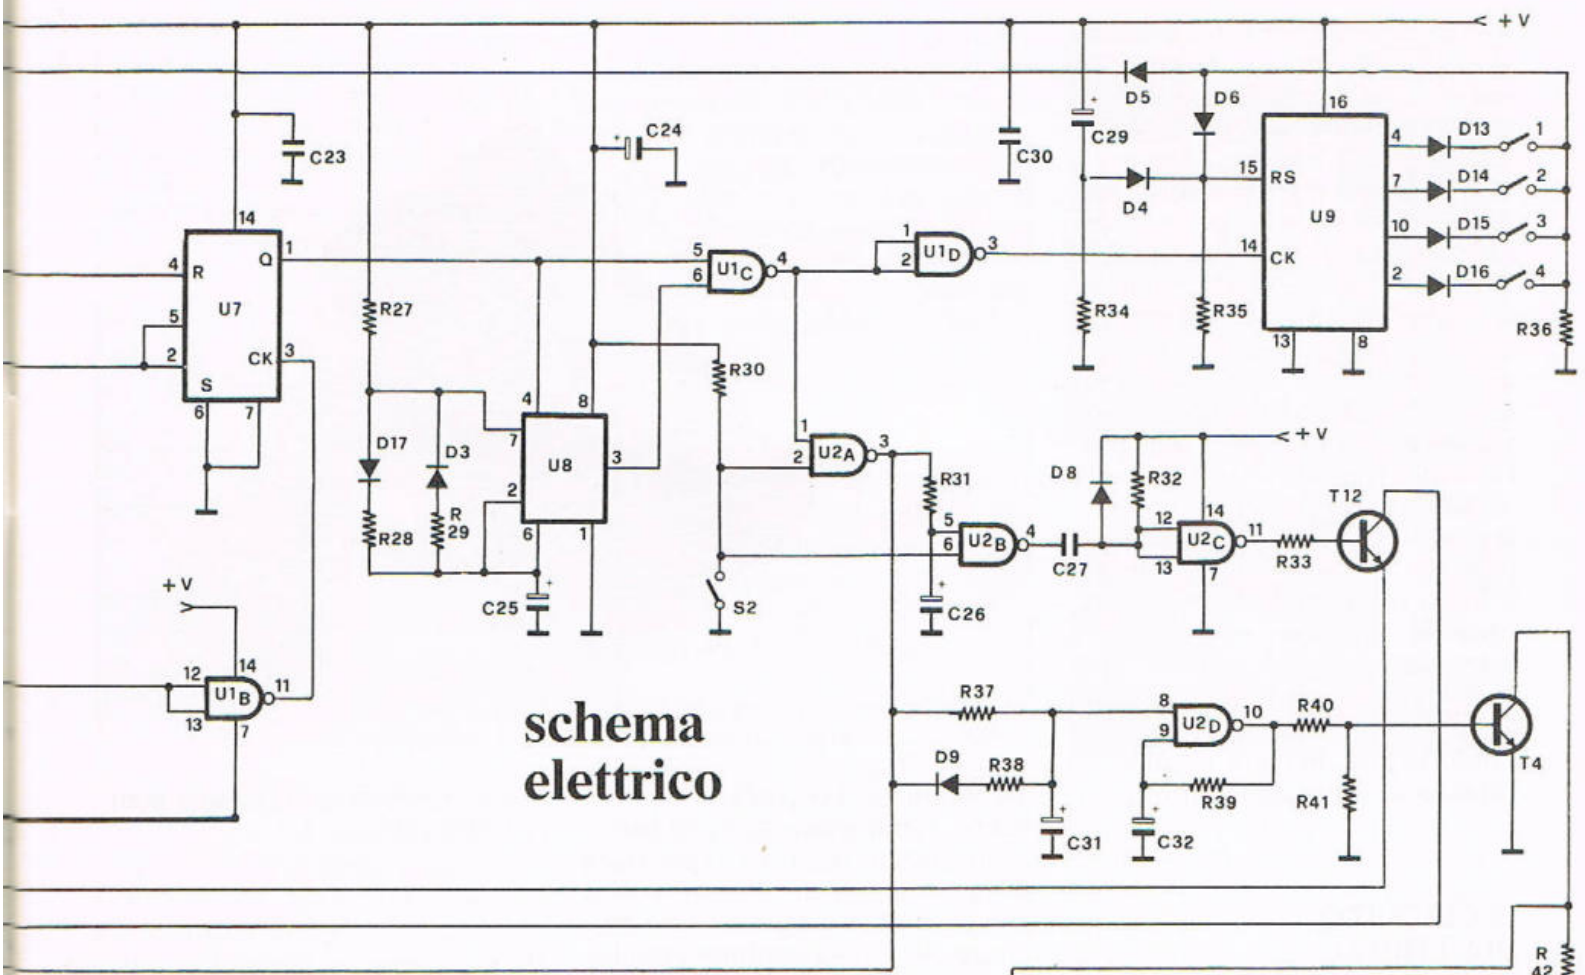 + V
D5
D6
16
C29
C30
C24
C23
4
D13
1
15
RS
7
D14
2
D4
U9
10
D15
3
14
CK
2
D16
4
13
8
R34
R35
R36
14
4
R
Q
1
U7
5
2
CK
3
S
6
7
R27
5
6
U1C
4
1
2
U1D
3
R30
4
8
7
U8
3
2
6
1
D17
D3
R28
R
29
C25
S2
1
2
U2A
3
R31
5
6
U2B
4
C26
C27
D8
R32
+ V
14
12
13
U2C
11
7
R33
T12
+ V
14
12
13
U1B
11
7
schema
elettrico
R37
D9
R38
C31
8
9
U2D
10
R39
C32
R40
R41
T4
R
42